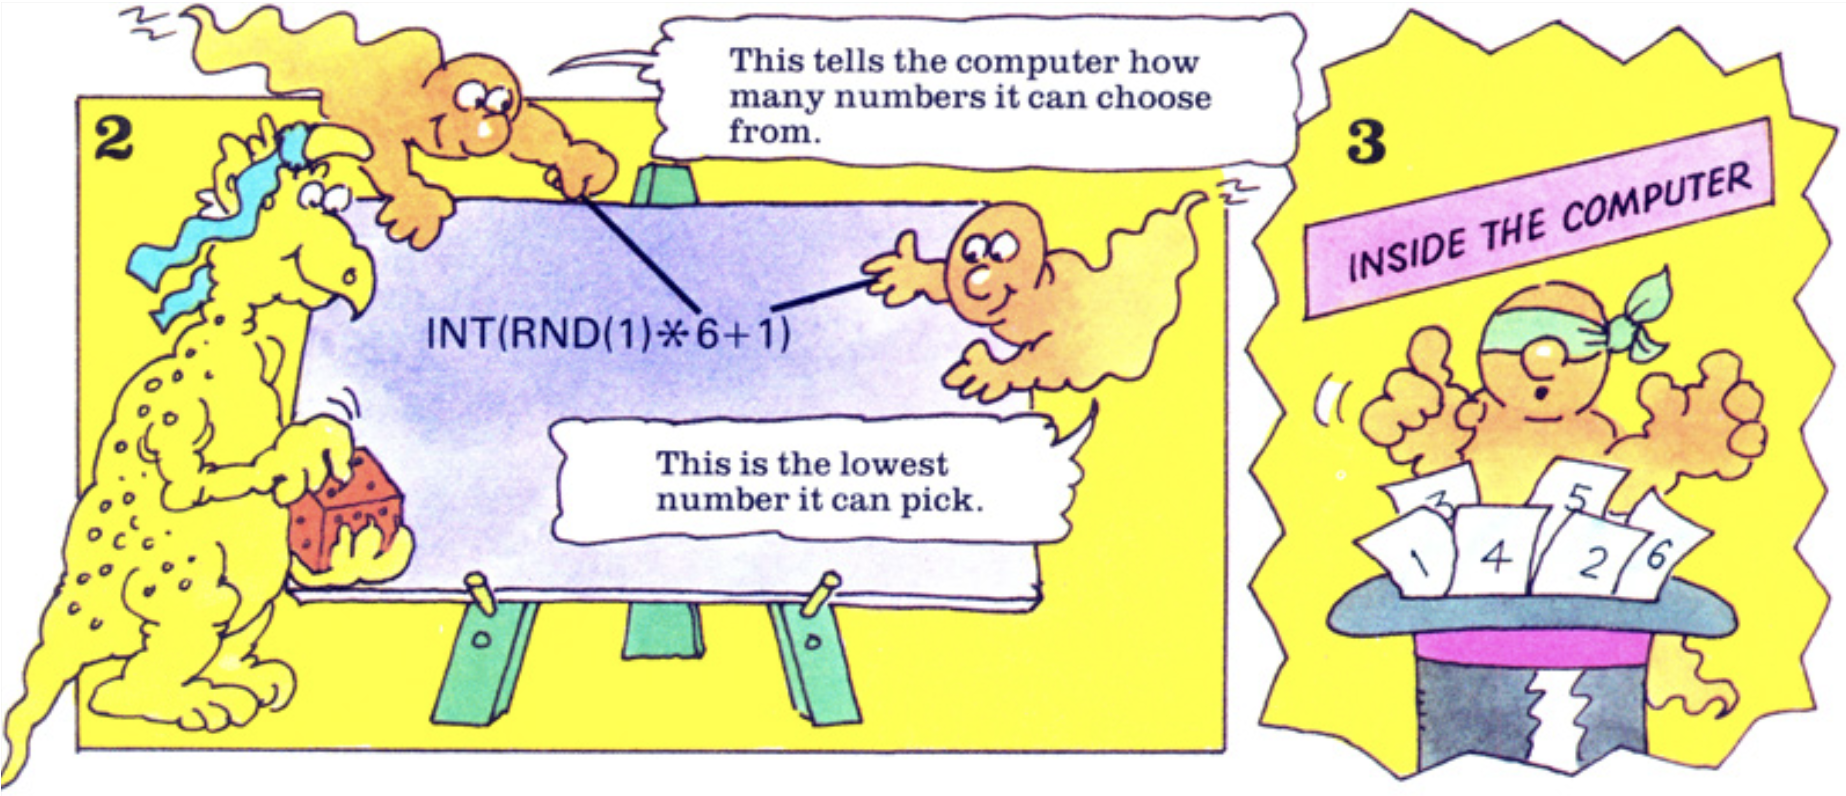 2
This tells the computer how
many numbers it can choose
from.
INT(RND(1)*6+1)
This is the lowest
number it can pick.
3
INSIDE THE COMPUTER
3
5
1
4
2
6